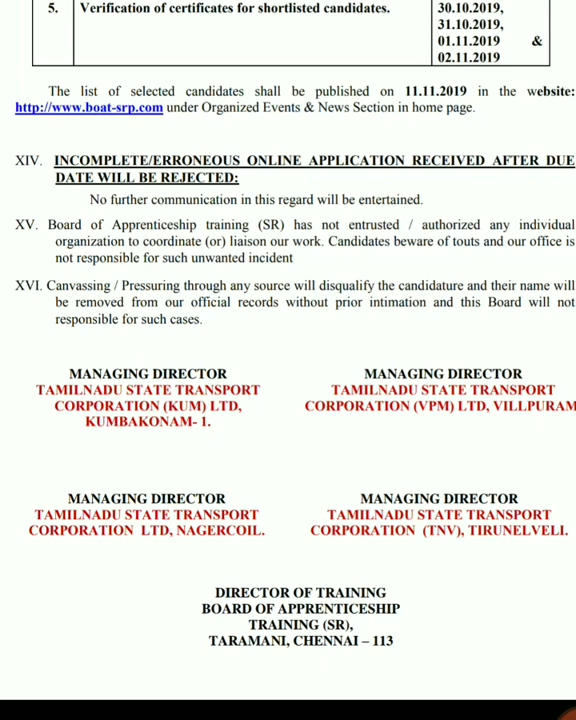 5. Verification of certificates for shortlisted candidates. 30.10.2019,
31.10.2019,
01.11.2019 &
02.11.2019
The list of selected candidates shall be published on 11.11.2019 in the website:
http://www.boat-srp.com under Organized Events & News Section in home page.
XIV. INCOMPLETE/ERRONEOUS ONLINE APPLICATION RECEIVED AFTER DUE
DATE WILL BE REJECTED:
No further communication in this regard will be entertained.
XV. Board of Apprenticeship training (SR) has not entrusted / authorized any individual
organization to coordinate (or) liaison our work. Candidates beware of touts and our office is
not responsible for such unwanted incident
XVI. Canvassing / Pressuring through any source will disqualify the candidature and their name will
be removed from our official records without prior intimation and this Board will not
responsible for such cases.
MANAGING DIRECTOR
TAMILNADU STATE TRANSPORT
CORPORATION (KUM) LTD,
KUMBAKONAM- 1.
MANAGING DIRECTOR
TAMILNADU STATE TRANSPORT
CORPORATION (VPM) LTD, VILLPURAM
MANAGING DIRECTOR
TAMILNADU STATE TRANSPORT
CORPORATION LTD, NAGERCOIL.
MANAGING DIRECTOR
TAMILNADU STATE TRANSPORT
CORPORATION (TNV), TIRUNELVELI.
DIRECTOR OF TRAINING
BOARD OF APPRENTICESHIP
TRAINING (SR),
TARAMANI, CHENNAI – 113